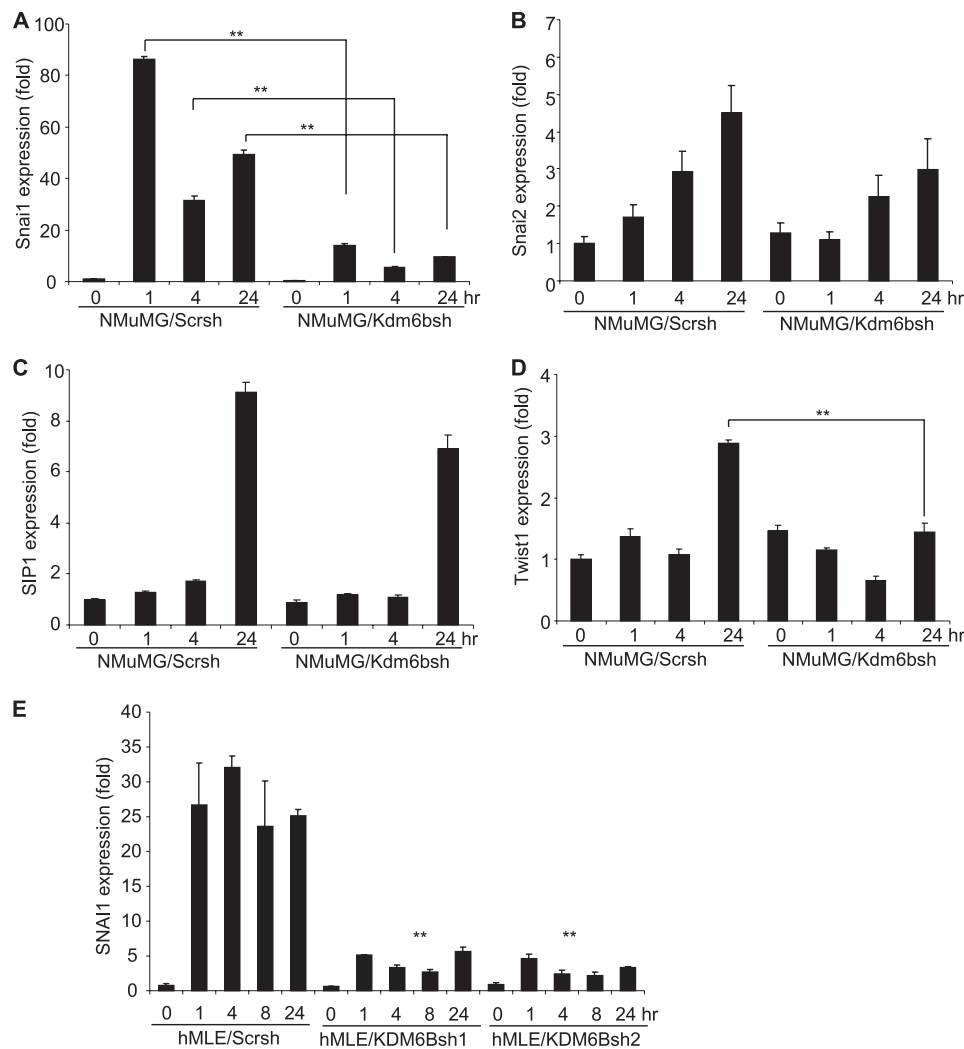 A
Snai1 expression (fold)
100
80
60
40
20
0
**
**
**
0 1 4 24 0 1 4 24 hr
NMuMG/Scrsh NMuMG/Kdm6bsh
B
Snai2 expression (fold)
7
6
5
4
3
2
1
0
0 1 4 24 0 1 4 24 hr
NMuMG/Scrsh NMuMG/Kdm6bsh
C
SIP1 expression (fold)
10
8
6
4
2
0
0 1 4 24 0 1 4 24 hr
NMuMG/Scrsh NMuMG/Kdm6bsh
D
Twist1 expression (fold)
4
3
2
1
0
**
0 1 4 24 0 1 4 24 hr
NMuMG/Scrsh NMuMG/Kdm6bsh
E
SNAI1 expression (fold)
40
35
30
25
20
15
10
5
0
** **
0 1 4 8 24 0 1 4 8 24 0 1 4 8 24 hr
hMLE/Scrsh hMLE/KDM6Bsh1 hMLE/KDM6Bsh2